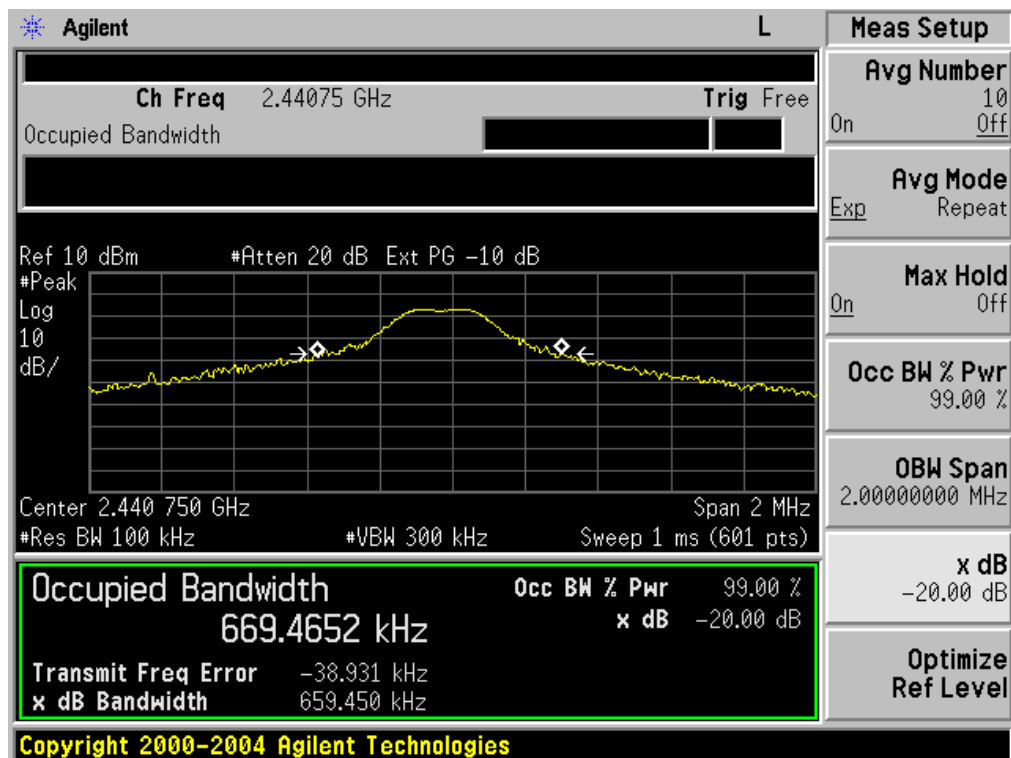 Agilent L
Ch Freq 2.44075 GHz Trig Free
Occupied Bandwidth
Ref 10 dBm #Atten 20 dB Ext PG −10 dB
#Peak
Log
10
dB/
Center 2.440 750 GHz Span 2 MHz
#Res BW 100 kHz #VBW 300 kHz Sweep 1 ms (601 pts)
Occupied Bandwidth
669.4652 kHz
Occ BW % Pwr 99.00 %
x dB −20.00 dB
Transmit Freq Error −38.931 kHz
x dB Bandwidth 659.450 kHz
Copyright 2000−2004 Agilent Technologies
Meas Setup
Avg Number
10
On Off
Avg Mode
Exp Repeat
Max Hold
On Off
Occ BW % Pwr
99.00 %
OBW Span
2.00000000 MHz
x dB
−20.00 dB
Optimize
Ref Level